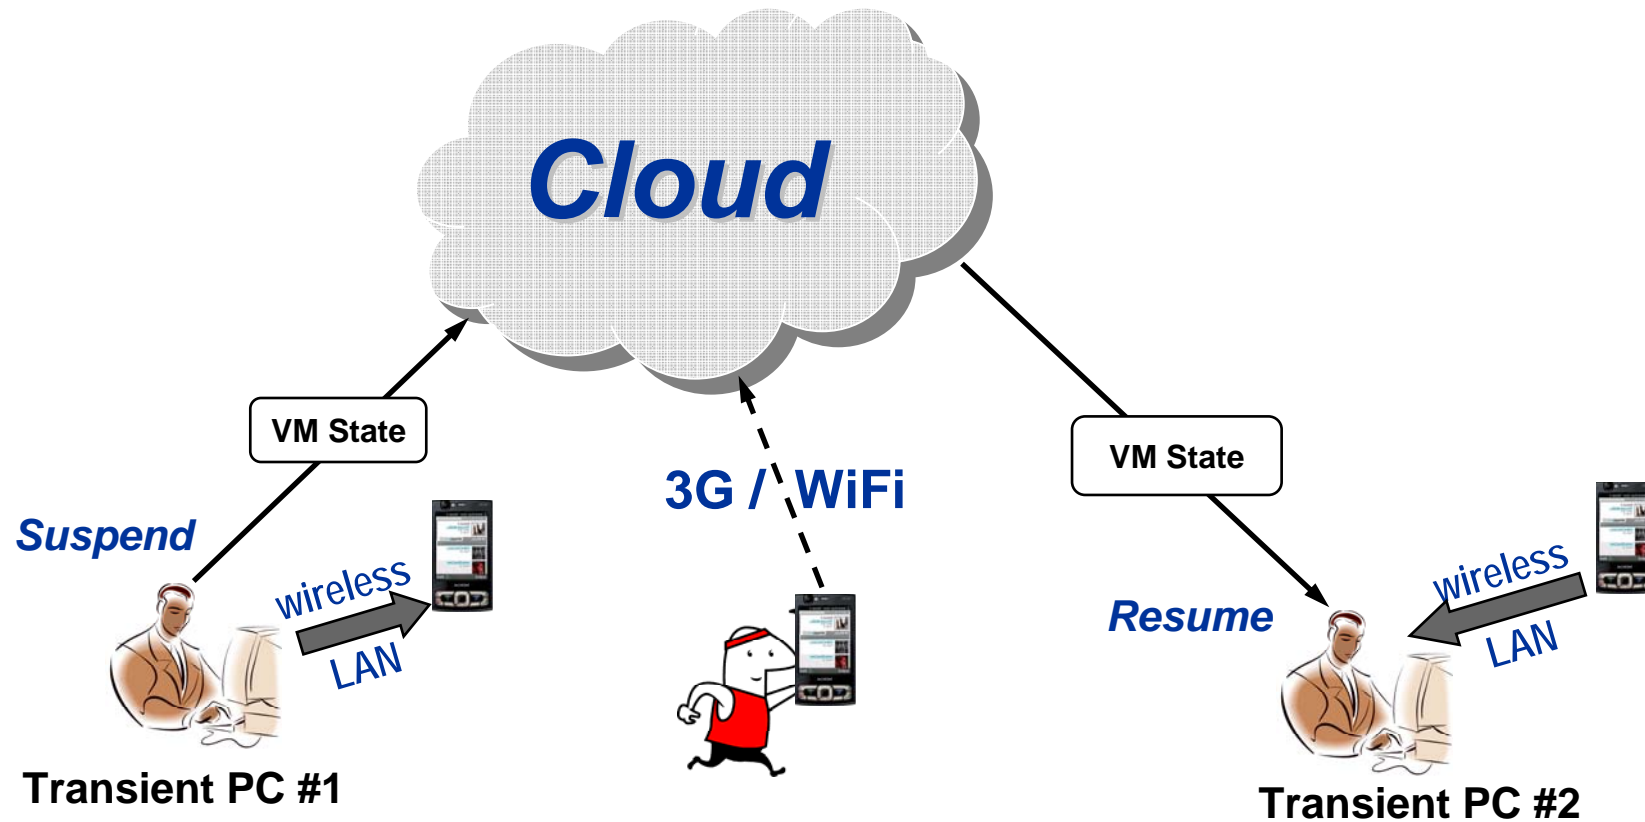 Cloud
VM State
3G / WiFi
VM State
Suspend
wireless
LAN
wireless
LAN
Resume
Transient PC #1
Transient PC #2